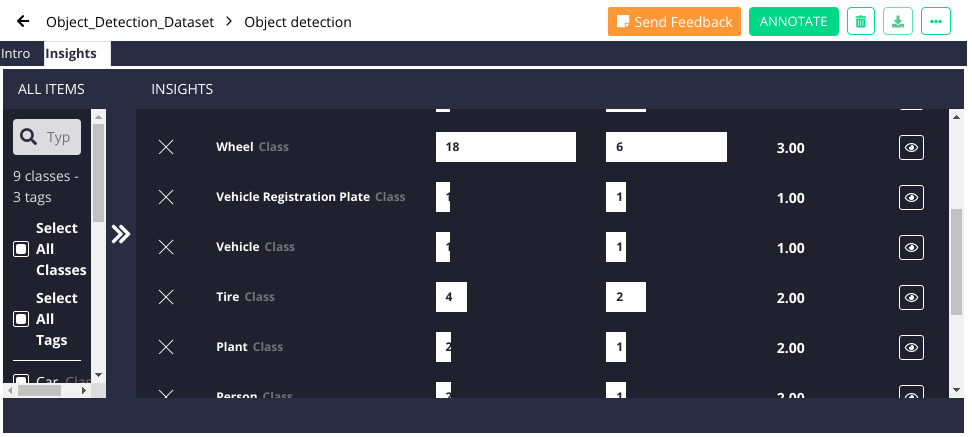 Object_Detection_Dataset > Object detection Send Feedback ANNOTATE
Intro Insights
ALL ITEMS INSIGHTS
Typ
9 classes -
3 tags
Select
All
Classes
Select
All
Tags
Car Clas
Wheel Class 18 6 3.00
Vehicle Registration Plate Class 1 1 1.00
Vehicle Class 1 1 1.00
Tire Class 4 2 2.00
Plant Class 2 1 2.00
Person Class 2 1 2.00